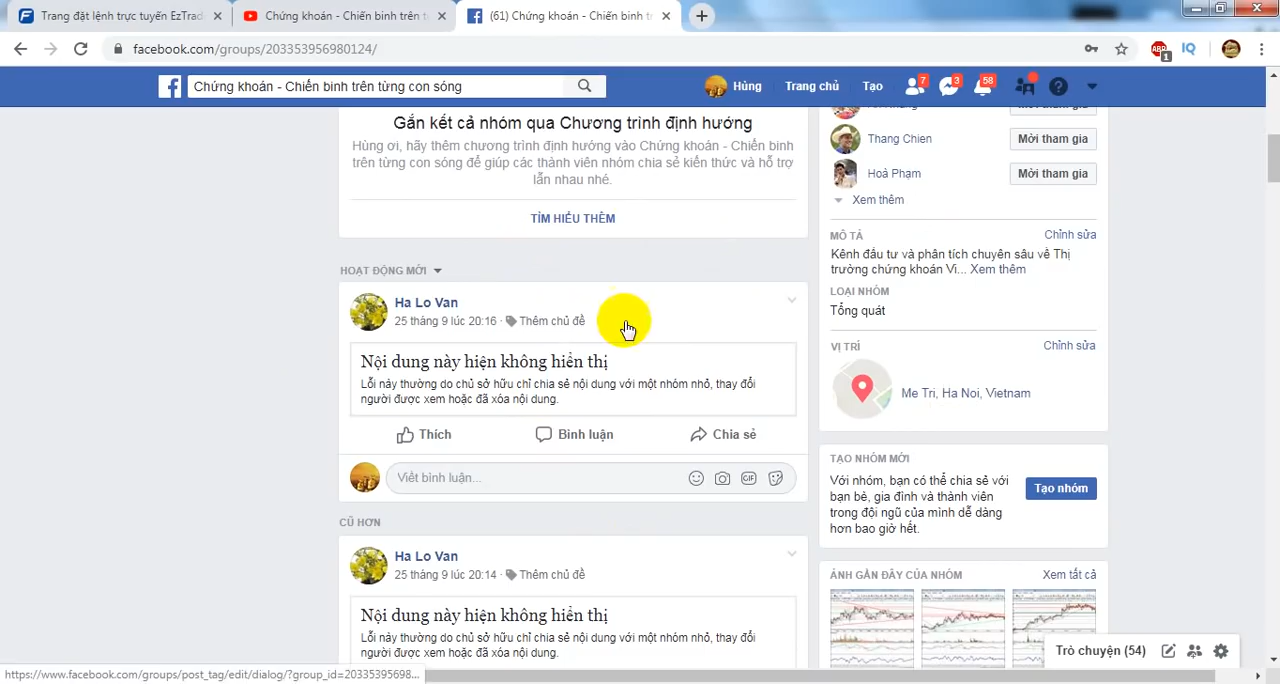 Trang đặt lệnh trực tuyến EzTrad
Chứng khoán - Chiến binh trên t
(61) Chứng khoán - Chiến binh t
facebook.com/groups/203353956980124/
ABP
1
IQ
Chứng khoán - Chiến binh trên từng con sóng
Hùng
Trang chủ
Tạo
7
3
58
Gắn kết cả nhóm qua Chương trình định hướng
Hùng ơi, hãy thêm chương trình định hướng vào Chứng khoán - Chiến binh
trên từng con sóng để giúp các thành viên nhóm chia sẻ kiến thức và hỗ trợ
lẫn nhau nhé.
TÌM HIỂU THÊM
HOẠT ĐỘNG MỚI
Ha Lo Van
25 tháng 9 lúc 20:16 · Thêm chủ đề
Nội dung này hiện không hiển thị
Lỗi này thường do chủ sở hữu chỉ chia sẻ nội dung với một nhóm nhỏ, thay đổi
người được xem hoặc đã xóa nội dung.
Thích
Bình luận
Chia sẻ
Viết bình luận...
GIF
CŨ HƠN
Ha Lo Van
25 tháng 9 lúc 20:14 · Thêm chủ đề
Nội dung này hiện không hiển thị
Lỗi này thường do chủ sở hữu chỉ chia sẻ nội dung với một nhóm nhỏ, thay đổi
người được xem hoặc đã xóa nội dung.
Mời tham gia
Thang Chien
Mời tham gia
Hoà Phạm
Mời tham gia
Xem thêm
MÔ TẢ
Chỉnh sửa
Kênh đầu tư và phân tích chuyên sâu về Thị
trường chứng khoán Vi... Xem thêm
LOẠI NHÓM
Tổng quát
VỊ TRÍ
Chỉnh sửa
Me Tri, Ha Noi, Vietnam
TẠO NHÓM MỚI
Với nhóm, bạn có thể chia sẻ với
bạn bè, gia đình và thành viên
trong đội ngũ của mình dễ dàng
hơn bao giờ hết.
Tạo nhóm
ẢNH GẦN ĐÂY CỦA NHÓM
Xem tất cả
Trò chuyện (54)
https://www.facebook.com/groups/post_tag/edit/dialog/?group_id=20335395698...